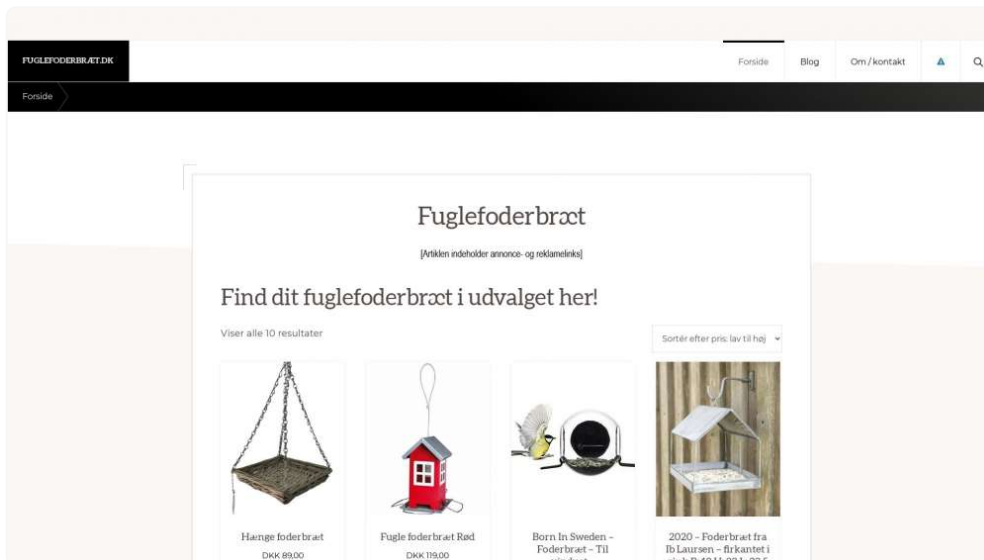 FUGLEFODERBRÆT.DK
Forside
Blog
Om / kontakt
Forside
Fuglefoderbræt
[Artiklen indeholder annonce- og reklamelinks]
Find dit fuglefoderbræt i udvalget her!
Viser alle 10 resultater
Sortér efter pris: lav til høj
Hænge foderbræt
DKK 89,00
Fugle foderbræt Rød
DKK 119,00
Born In Sweden –
Foderbræt – Til
2020 – Foderbræt fra
Ib Laursen – firkantet i